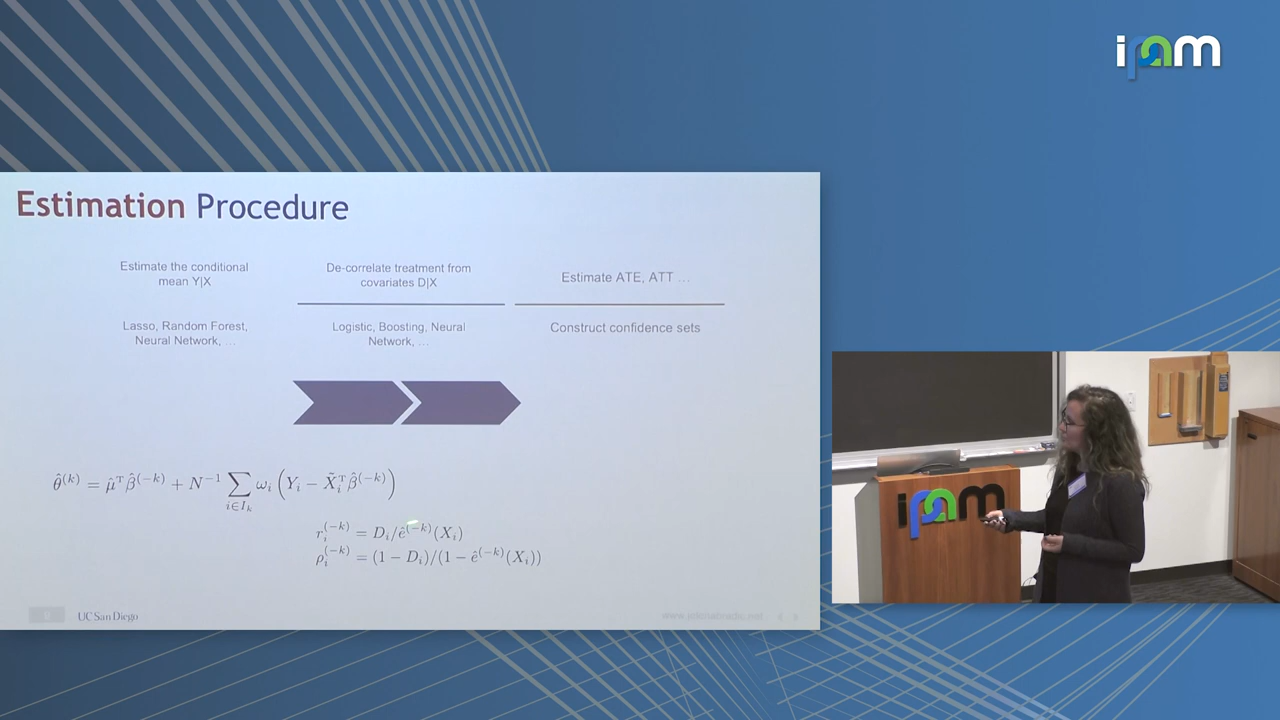 ipam
Estimation Procedure
Estimate the conditional
mean Y|X
De-correlate treatment from
covariates D|X
Estimate ATE, ATT ...
Lasso, Random Forest,
Neural Network, ...
Logistic, Boosting, Neural
Network, ...
Construct confidence sets
θ̂^(k) = μ̂^⊤ β̂^(−k) + N^−1 ∑_{i∈I_k} ω_i (Y_i − X̃_i^⊤ β̂^(−k))
r_i^(−k) = D_i/ê^(−k)(X_i)
ρ_i^(−k) = (1 − D_i)/(1 − ê^(−k)(X_i))
UC San Diego
ipam